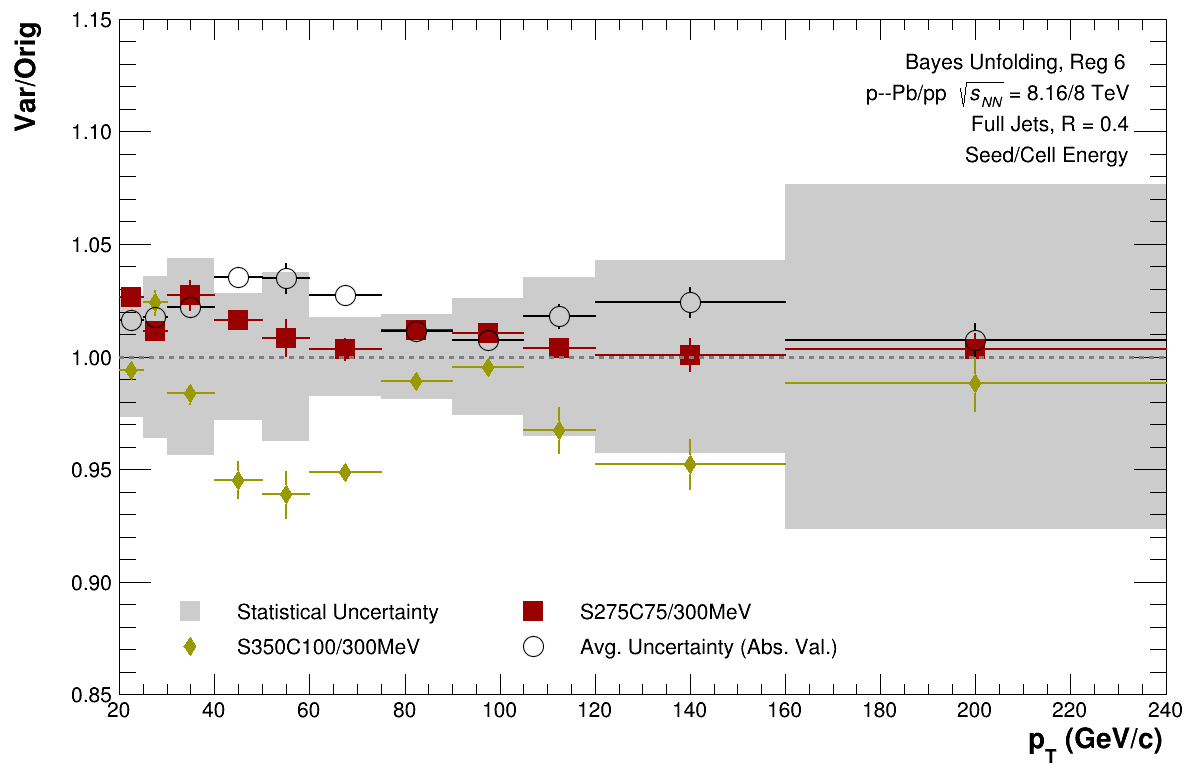 Var/Orig
1.15
1.10
1.05
1.00
0.95
0.90
0.85
Bayes Unfolding, Reg 6
p--Pb/pp √sNN = 8.16/8 TeV
Full Jets, R = 0.4
Seed/Cell Energy
Statistical Uncertainty
S275C75/300MeV
S350C100/300MeV
Avg. Uncertainty (Abs. Val.)
20 40 60 80 100 120 140 160 180 200 220 240
pT (GeV/c)